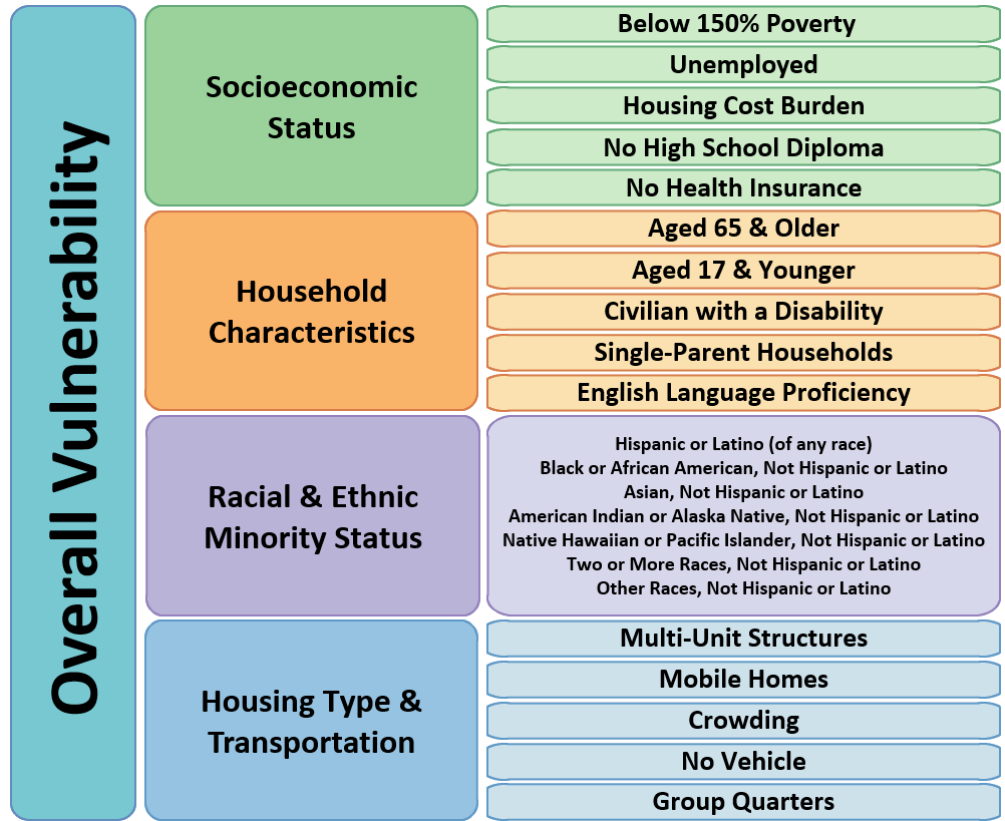 Overall Vulnerability
Socioeconomic
Status
Below 150% Poverty
Unemployed
Housing Cost Burden
No High School Diploma
No Health Insurance
Household
Characteristics
Aged 65 & Older
Aged 17 & Younger
Civilian with a Disability
Single-Parent Households
English Language Proficiency
Racial & Ethnic
Minority Status
Hispanic or Latino (of any race)
Black or African American, Not Hispanic or Latino
Asian, Not Hispanic or Latino
American Indian or Alaska Native, Not Hispanic or Latino
Native Hawaiian or Pacific Islander, Not Hispanic or Latino
Two or More Races, Not Hispanic or Latino
Other Races, Not Hispanic or Latino
Housing Type &
Transportation
Multi-Unit Structures
Mobile Homes
Crowding
No Vehicle
Group Quarters